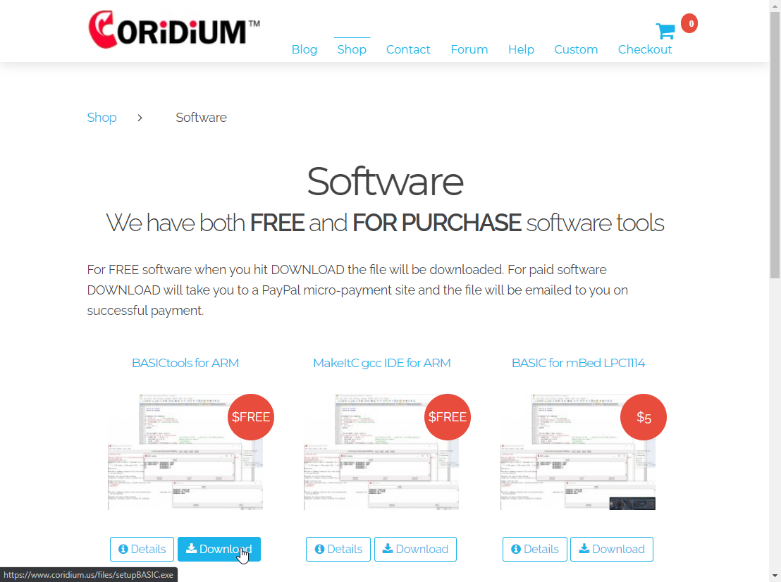 CORiDiUM™
0
Blog Shop Contact Forum Help Custom Checkout
Shop > Software
Software
We have both FREE and FOR PURCHASE software tools
For FREE software when you hit DOWNLOAD the file will be downloaded. For paid software
DOWNLOAD will take you to a PayPal micro-payment site and the file will be emailed to you on
successful payment.
BASICtools for ARM
MakeItC gcc IDE for ARM
BASIC for mBed LPC1114
$FREE
$FREE
$5
Details Download
Details Download
Details Download
https://www.coridium.us/files/setupBASIC.exe